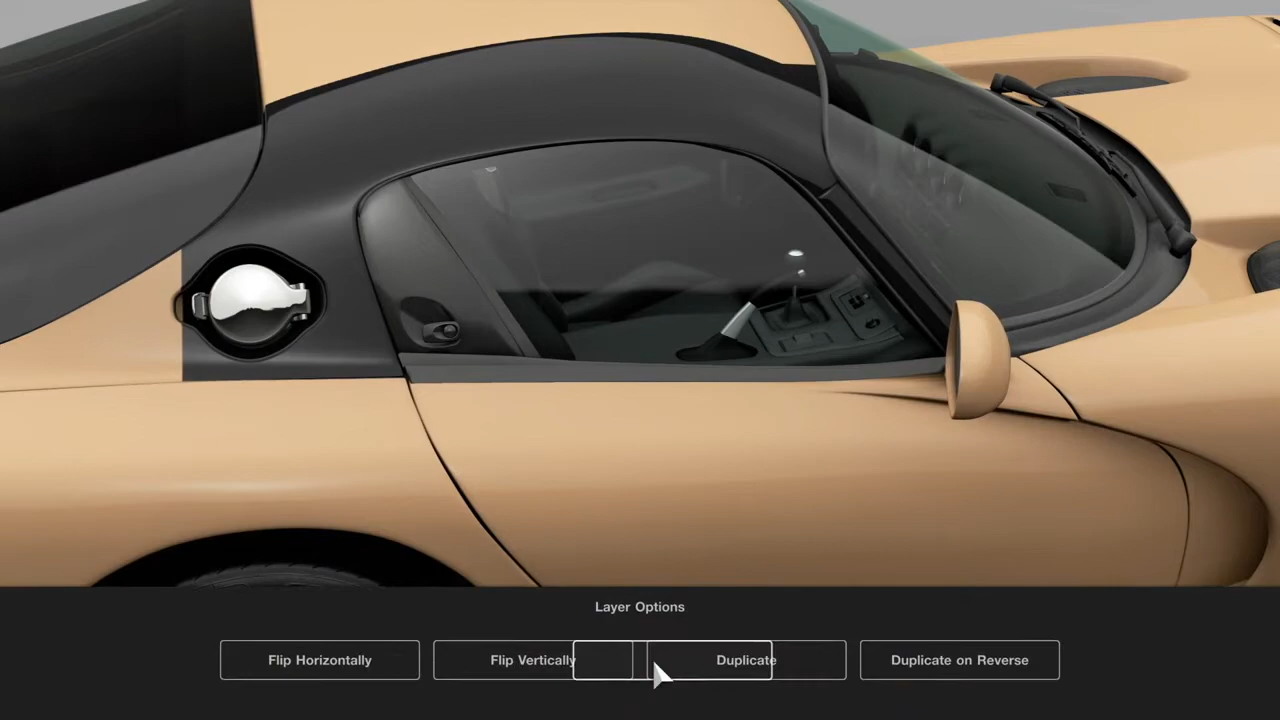 Layer Options
Flip Horizontally
Flip Vertically
Duplicate
Duplicate on Reverse